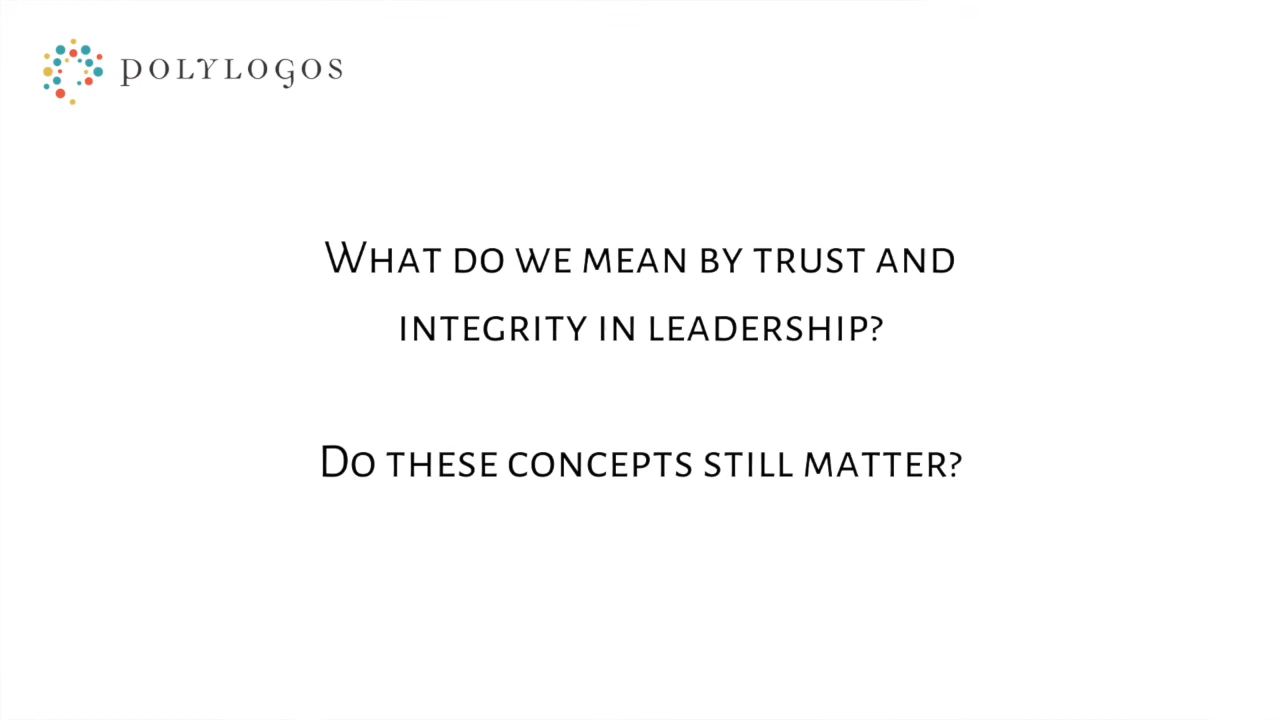 POLYLOGOS
What do we mean by trust and
integrity in leadership?
Do these concepts still matter?